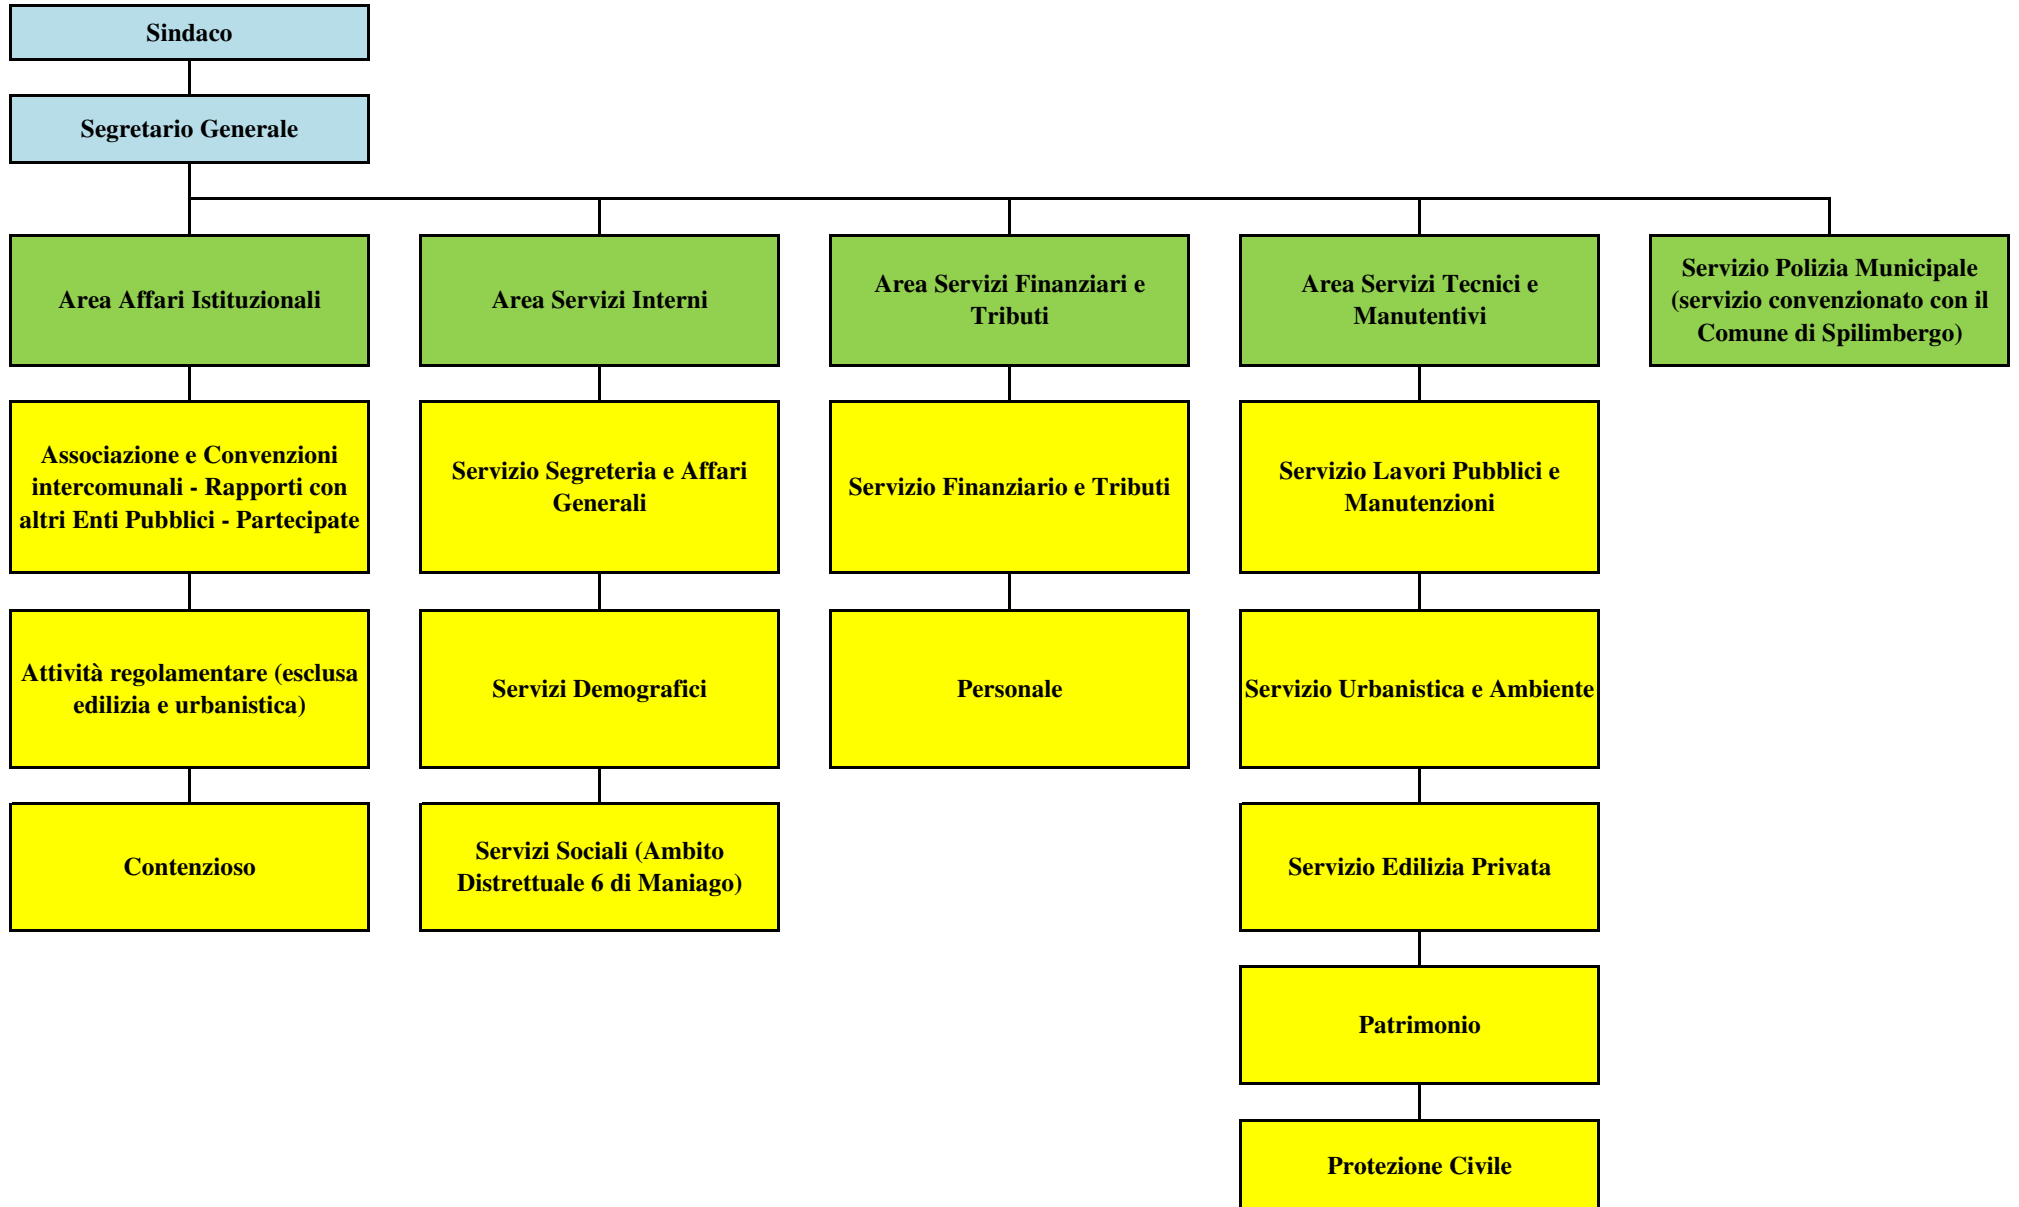 Sindaco
Segretario Generale
Area Affari Istituzionali
Area Servizi Interni
Area Servizi Finanziari e
Tributi
Area Servizi Tecnici e
Manutentivi
Servizio Polizia Municipale
(servizio convenzionato con il
Comune di Spilimbergo)
Associazione e Convenzioni
intercomunali - Rapporti con
altri Enti Pubblici - Partecipate
Servizio Segreteria e Affari
Generali
Servizio Finanziario e Tributi
Servizio Lavori Pubblici e
Manutenzioni
Attività regolamentare (esclusa
edilizia e urbanistica)
Servizi Demografici
Personale
Servizio Urbanistica e Ambiente
Contenzioso
Servizi Sociali (Ambito
Distrettuale 6 di Maniago)
Servizio Edilizia Privata
Patrimonio
Protezione Civile